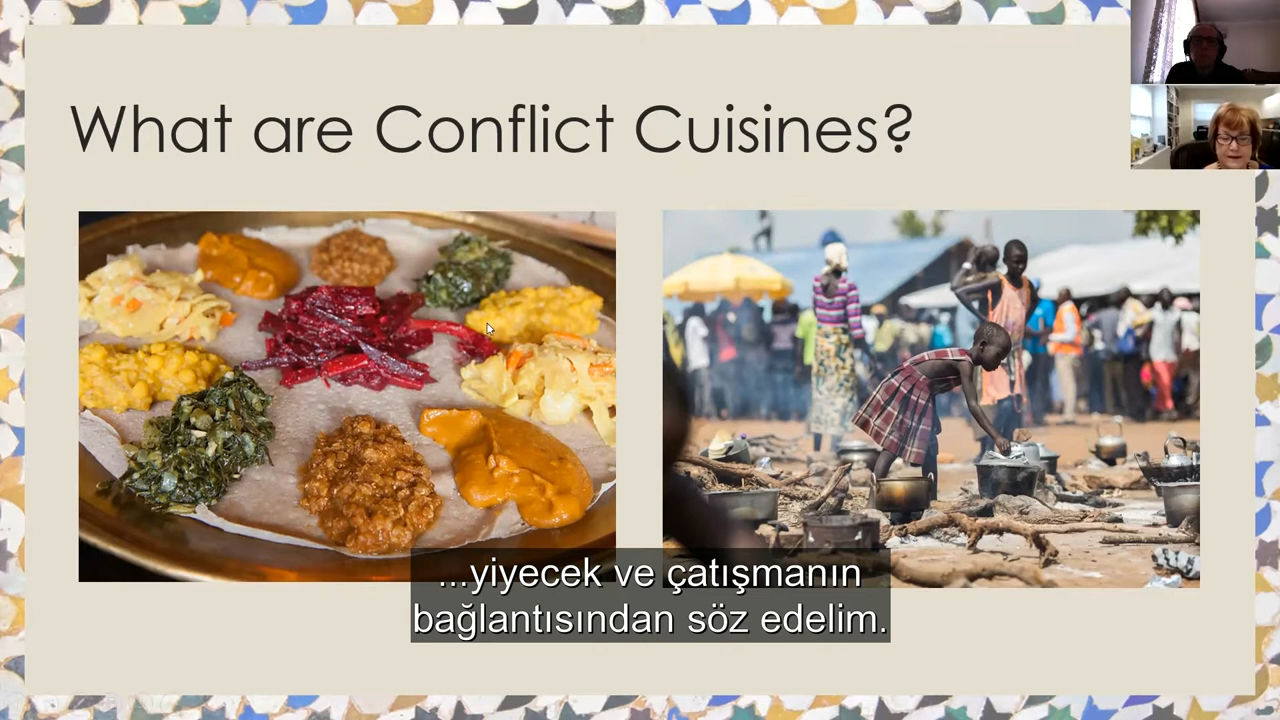 What are Conflict Cuisines?
...yiyecek ve çatışmanın
bağlantısından söz edelim.